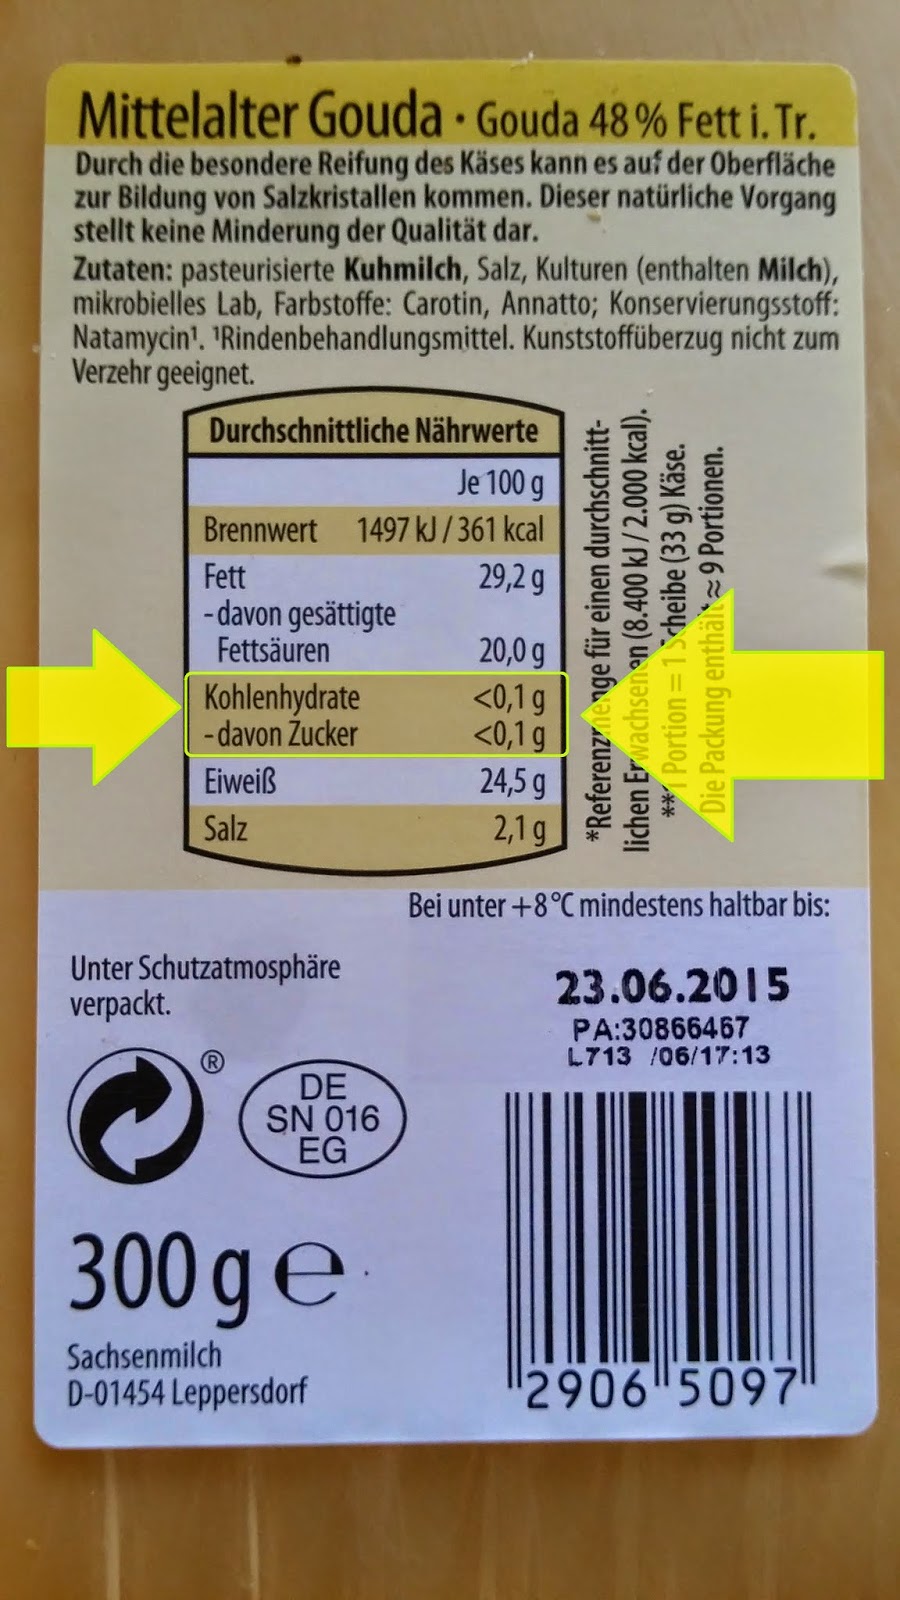 Mittelalter Gouda · Gouda 48% Fett i. Tr.
Durch die besondere Reifung des Käses kann es auf der Oberfläche
zur Bildung von Salzkristallen kommen. Dieser natürliche Vorgang
stellt keine Minderung der Qualität dar.
Zutaten: pasteurisierte Kuhmilch, Salz, Kulturen (enthalten Milch),
mikrobielles Lab, Farbstoffe: Carotin, Annatto; Konservierungsstoff:
Natamycin¹. ¹Rindenbehandlungsmittel. Kunststoffüberzug nicht zum
Verzehr geeignet.
Durchschnittliche Nährwerte
Je 100 g
Brennwert 1497 kJ / 361 kcal
Fett 29,2 g
- davon gesättigte
Fettsäuren 20,0 g
Kohlenhydrate <0,1 g
- davon Zucker <0,1 g
Eiweiß 24,5 g
Salz 2,1 g
*Referenzmenge für einen durchschnitt-
lichen Erwachsenen (8.400 kJ / 2.000 kcal).
**1 Portion = 1 Scheibe (33 g) Käse.
Die Packung enthält ≈ 9 Portionen.
Bei unter +8°C mindestens haltbar bis:
Unter Schutzatmosphäre
verpackt.
23.06.2015
PA:30866467
L713 /06/17:13
®
DE
SN 016
EG
300 g e
Sachsenmilch
D-01454 Leppersdorf
2906 5097